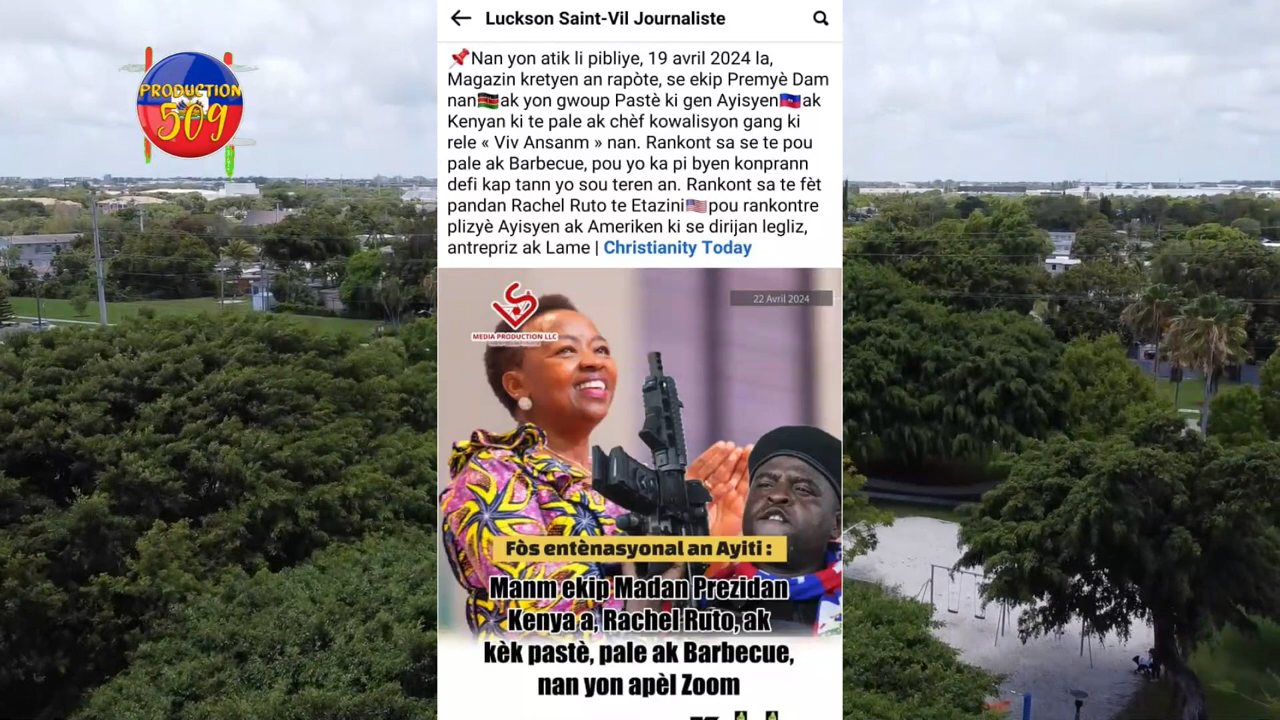 Luckson Saint-Vil Journaliste
PRODUCTION
509
📌Nan yon atik li pibliye, 19 avril 2024 la,
Magazin kretyen an rapòte, se ekip Premyè Dam
nan🇰🇪ak yon gwoup Pastè ki gen Ayisyen🇭🇹ak
Kenyan ki te pale ak chèf kowalisyon gang ki
rele « Viv Ansanm » nan. Rankont sa se te pou
pale ak Barbecue, pou yo ka pi byen konprann
defi kap tann yo sou teren an. Rankont sa te fèt
pandan Rachel Ruto te Etazini🇺🇸pou rankontre
plizyè Ayisyen ak Ameriken ki se dirijan legliz,
antrepriz ak Lame | Christianity Today
22 Avril 2024
MEDIA PRODUCTION LLC
Fòs entènasyonal an Ayiti :
Manm ekip Madan Prezidan
Kenya a, Rachel Ruto, ak
kèk pastè, pale ak Barbecue,
nan yon apèl Zoom